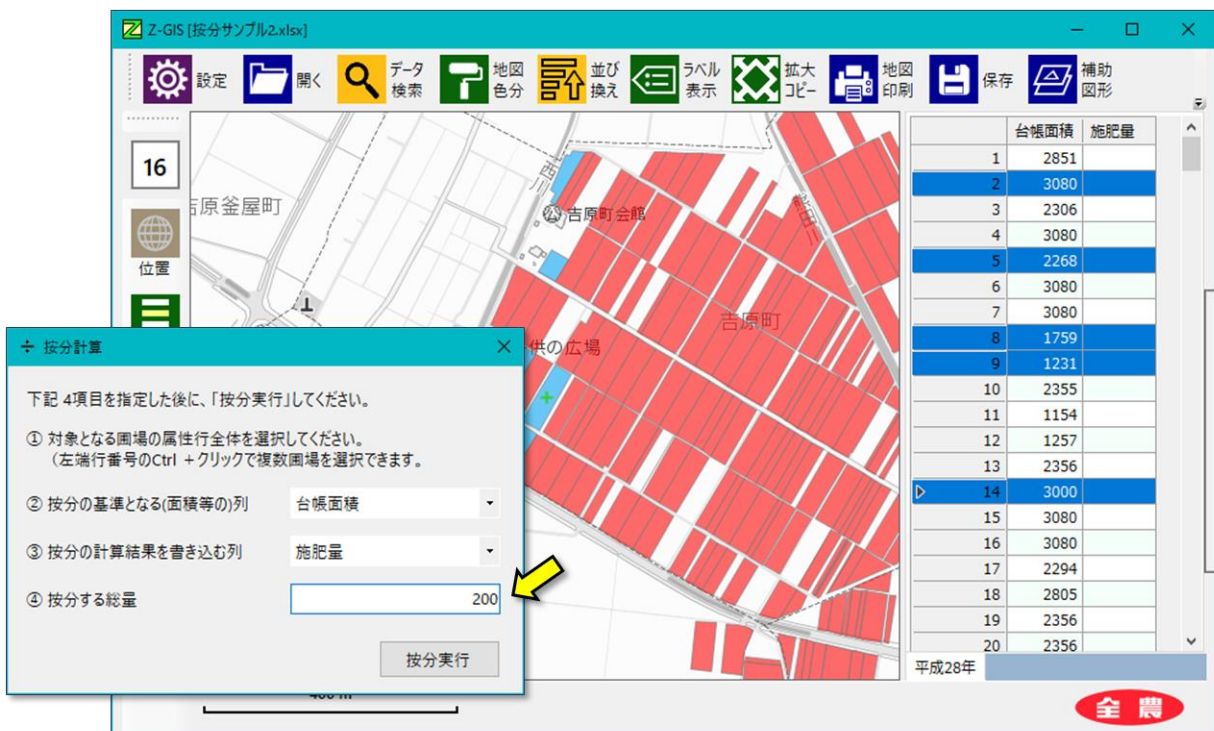 Z-GIS [按分サンプル2.xlsx]
設定
開く
データ
検索
地図
色分
並び
換え
ラベル
表示
拡大
コピー
地図
印刷
保存
補助
図形
16
位置
吉原釜屋町
西川
吉原町会館
吉原町
供の広場
台帳面積 施肥量
1 2851
2 3080
3 2306
4 3080
5 2268
6 3080
7 3080
8 1759
9 1231
10 2355
11 1154
12 1257
13 2356
14 3000
15 3080
16 3080
17 2294
18 2805
19 2356
20 2356
平成28年
÷ 按分計算
下記 4項目を指定した後に、「按分実行」してください。
① 対象となる圃場の属性行全体を選択してください。
（左端行番号のCtrl +クリックで複数圃場を選択できます。
② 按分の基準となる(面積等の)列 台帳面積
③ 按分の計算結果を書き込む列 施肥量
④ 按分する総量 200
按分実行
全農